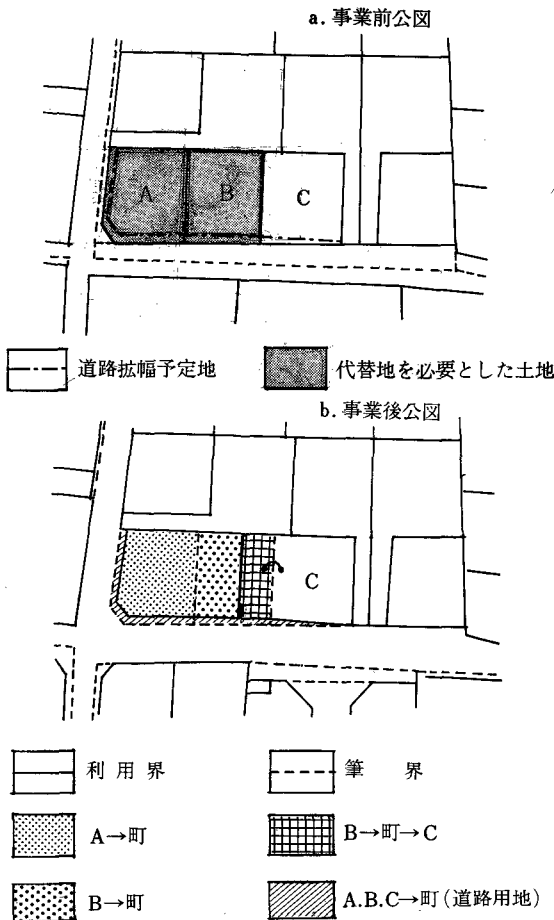 a. 事業前公図
A
B
C
道路拡幅予定地
代替地を必要とした土地
b. 事業後公図
C
利用界
筆界
A→町
B→町→C
B→町
A.B.C→町(道路用地)